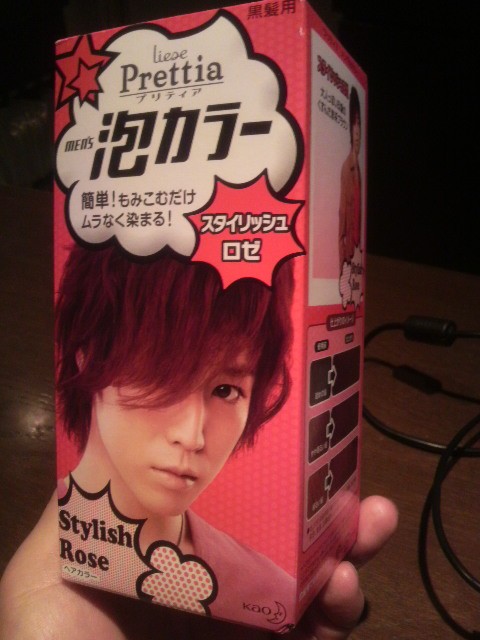 黒髪用
liese
Prettia
プリティア
MEN'S 泡カラー
簡単！もみこむだけ
ムラなく染まる！
スタイリッシュ
ロゼ
Stylish
Rose
ヘアカラー
Kao
Stylish
Rose